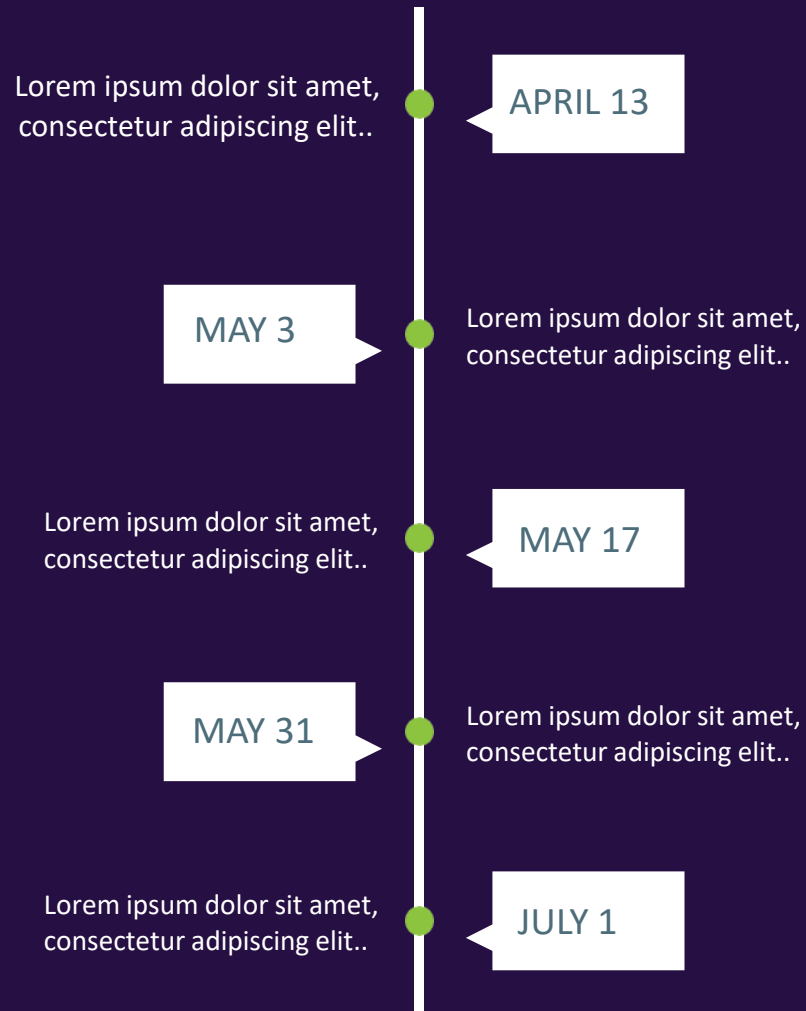 Lorem ipsum dolor sit amet,
consectetur adipiscing elit..
APRIL 13
MAY 3
Lorem ipsum dolor sit amet,
consectetur adipiscing elit..
Lorem ipsum dolor sit amet,
consectetur adipiscing elit..
MAY 17
MAY 31
Lorem ipsum dolor sit amet,
consectetur adipiscing elit..
Lorem ipsum dolor sit amet,
consectetur adipiscing elit..
JULY 1